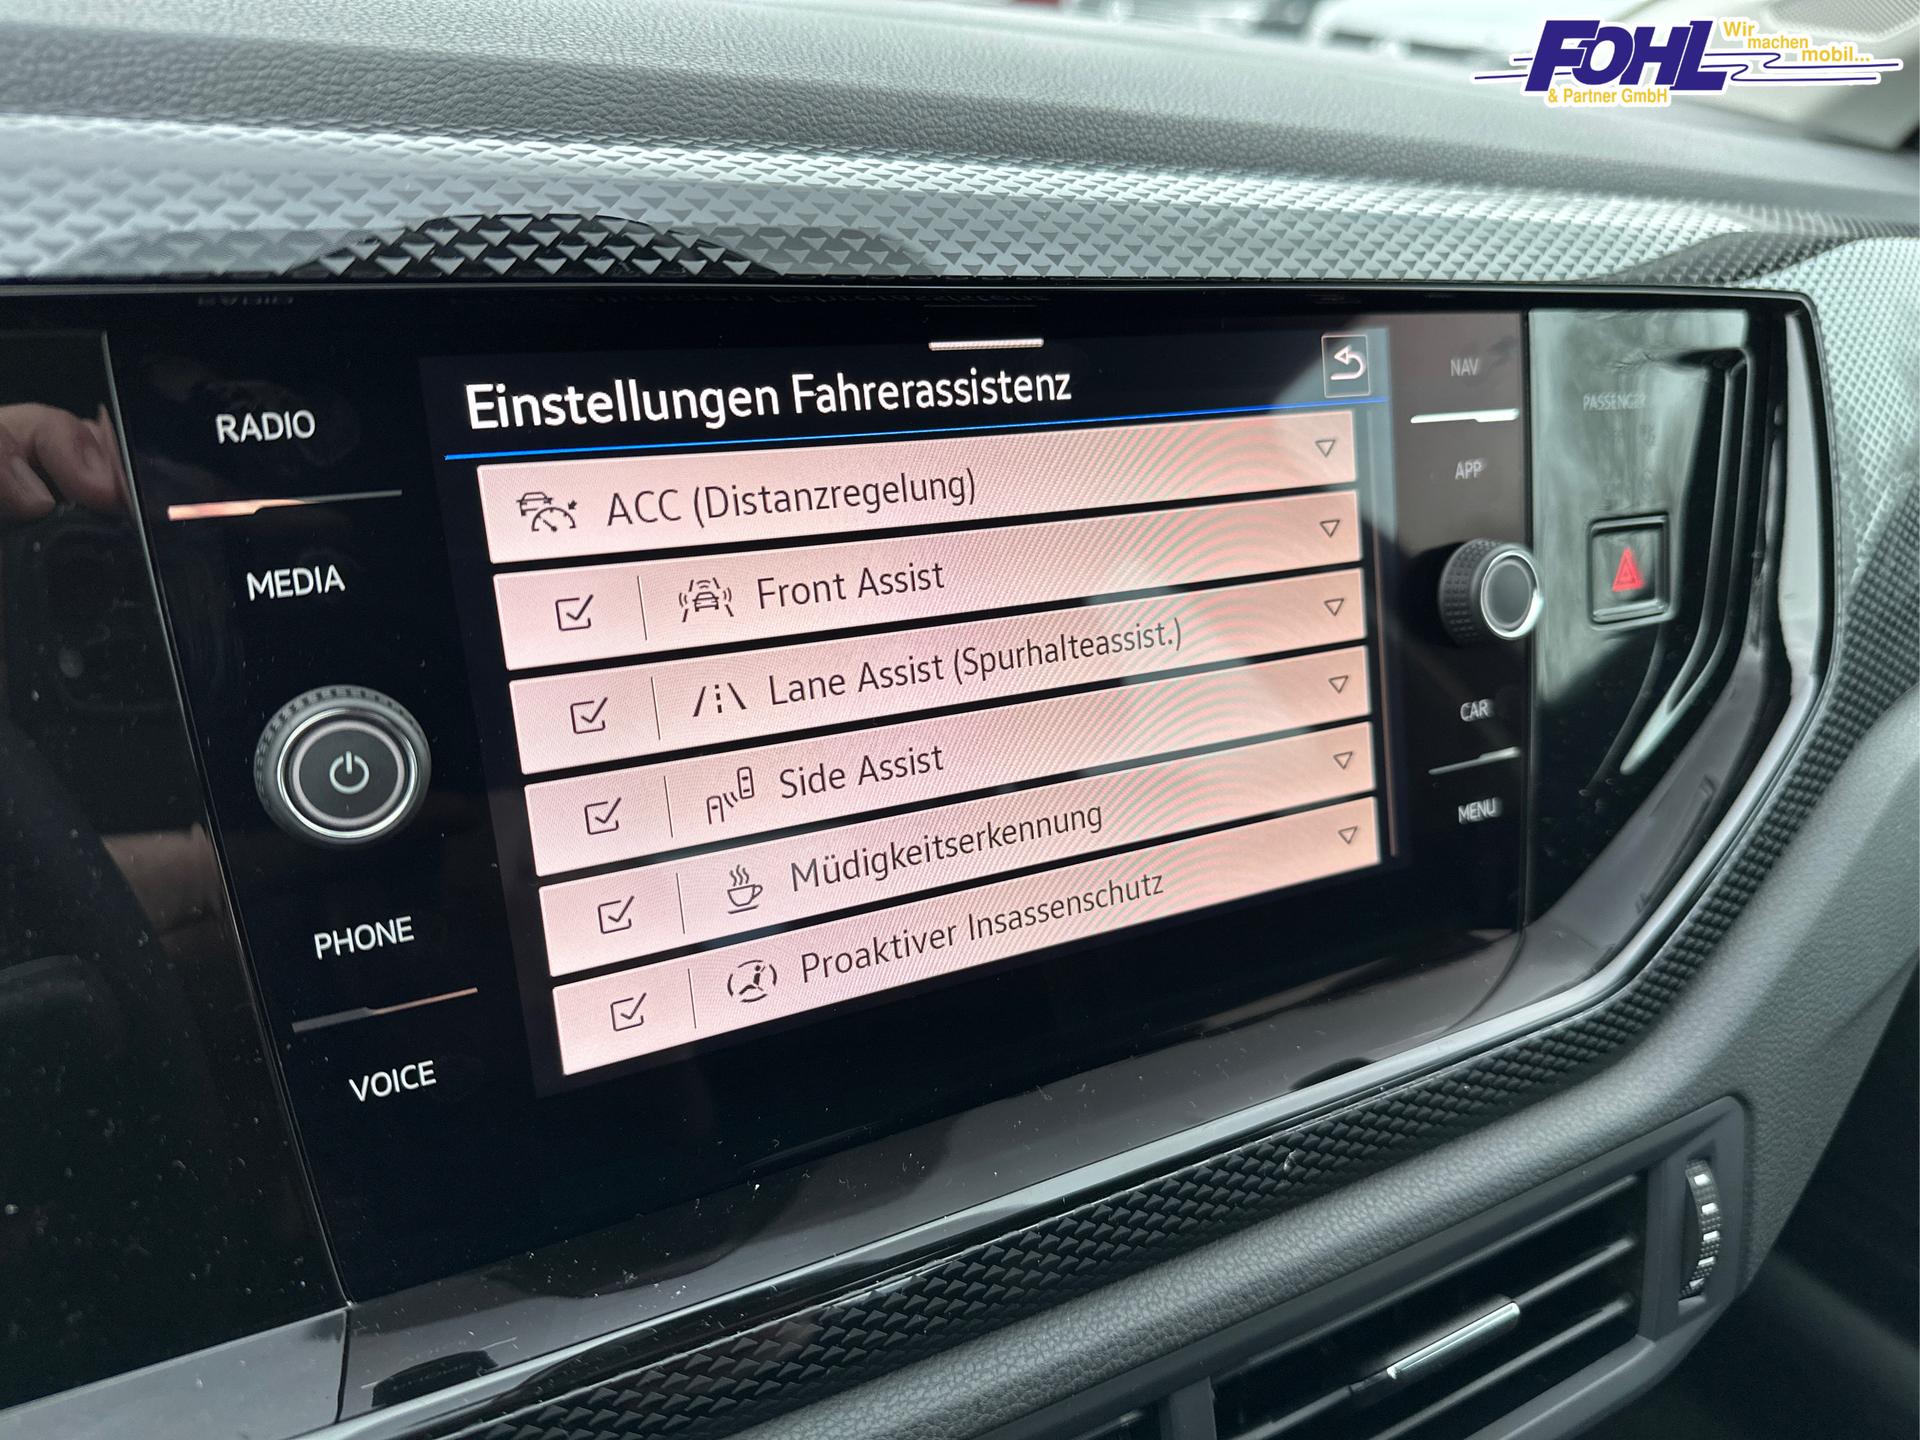 FOHL
Wir
machen
mobil...
& Partner GmbH
Einstellungen Fahrerassistenz
RADIO
MEDIA
PHONE
VOICE
ACC (Distanzregelung)
Front Assist
Lane Assist (Spurhalteassist.)
Side Assist
Müdigkeitserkennung
Proaktiver Insassenschutz
NAV
APP
CAR
MENU
PASSENGER